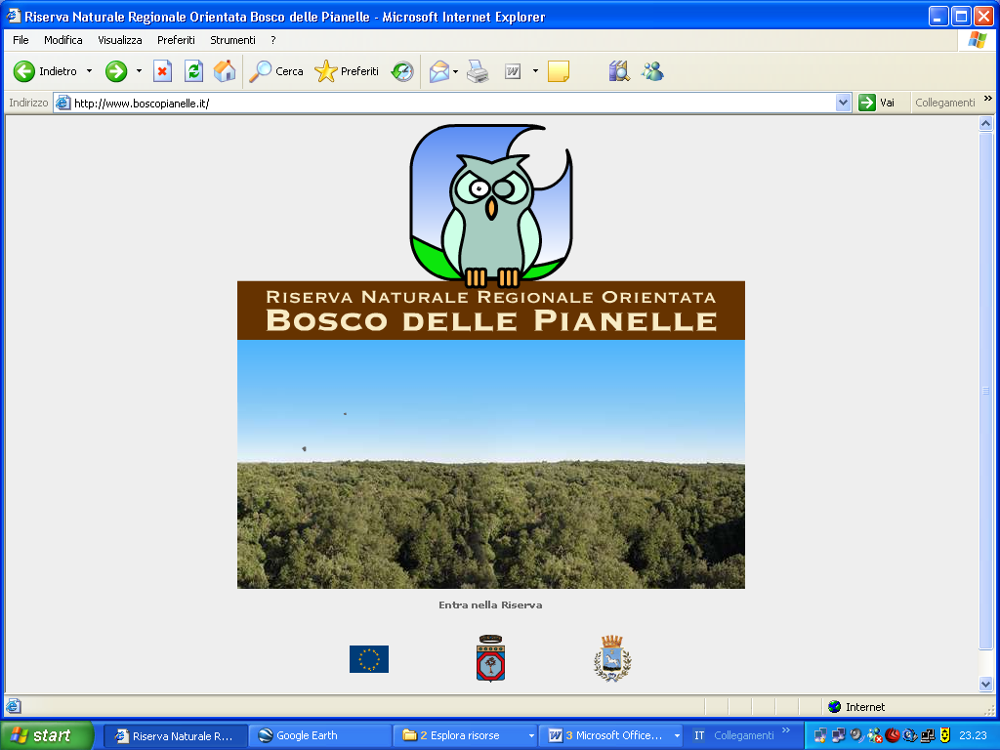 Riserva Naturale Regionale Orientata Bosco delle Pianelle - Microsoft Internet Explorer
File Modifica Visualizza Preferiti Strumenti ?
Indietro Cerca Preferiti
Indirizzo http://www.boscopianelle.it/ Vai Collegamenti »
Riserva Naturale Regionale Orientata
Bosco delle Pianelle
Entra nella Riserva
Internet
start Riserva Naturale R... Google Earth 2 Esplora risorse 3 Microsoft Office... IT Collegamenti » 23.23